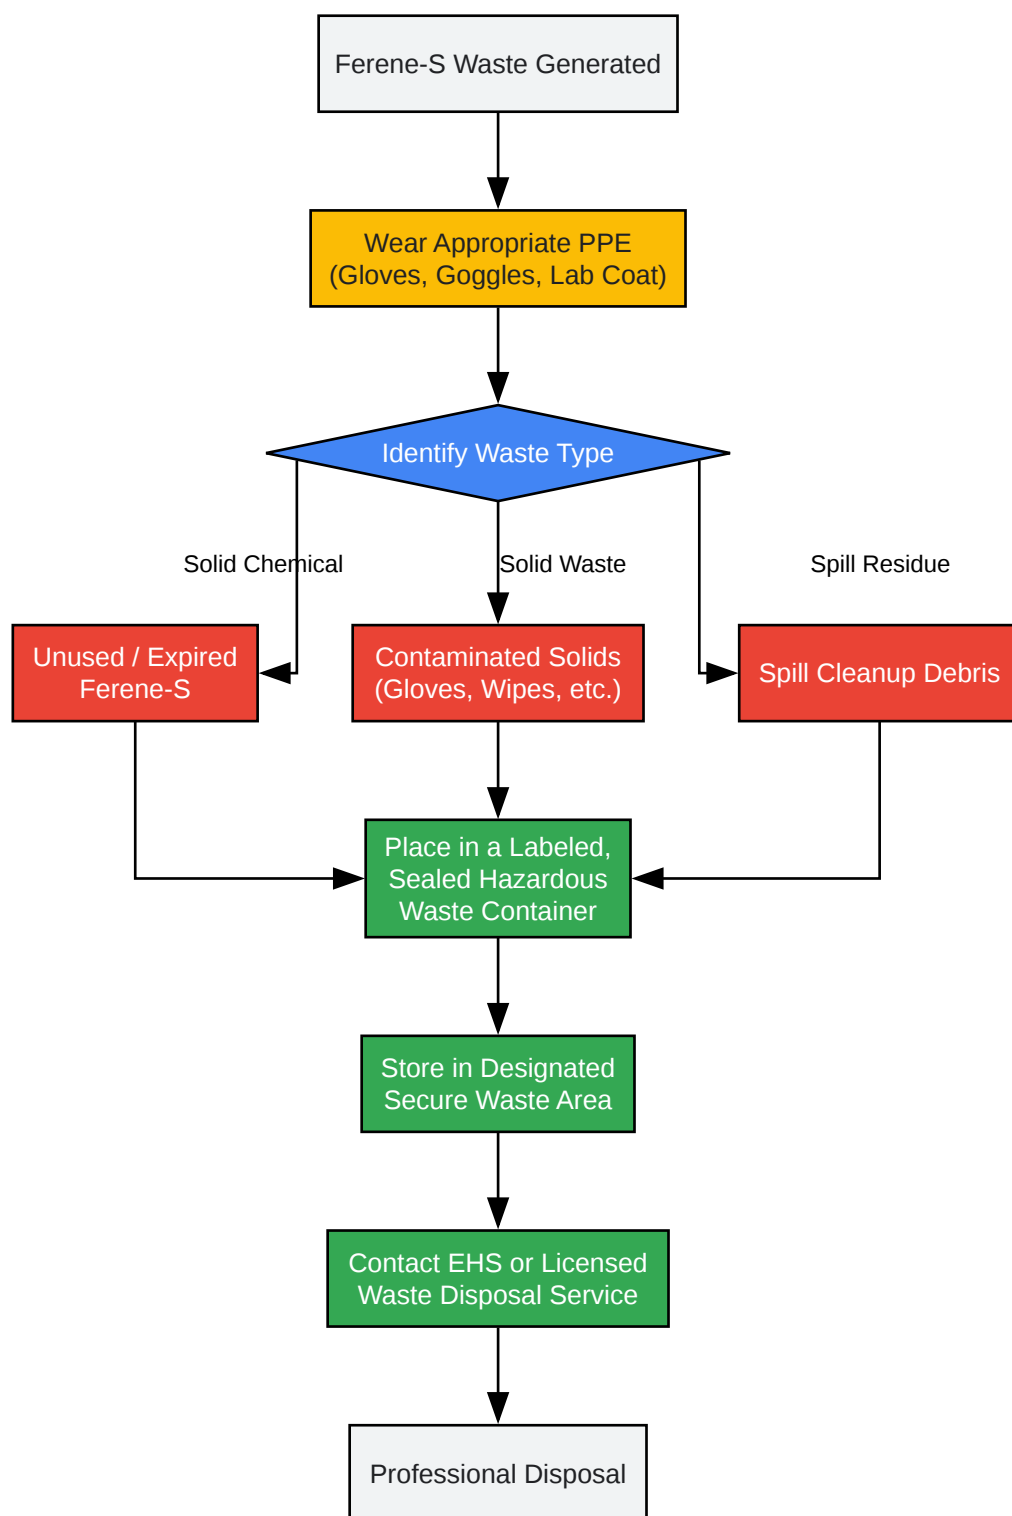 Ferene-S Waste Generated
Wear Appropriate PPE
(Gloves, Goggles, Lab Coat)
Identify Waste Type
Solid Chemical
Solid Waste
Spill Residue
Unused / Expired
Ferene-S
Contaminated Solids
(Gloves, Wipes, etc.)
Spill Cleanup Debris
Place in a Labeled,
Sealed Hazardous
Waste Container
Store in Designated
Secure Waste Area
Contact EHS or Licensed
Waste Disposal Service
Professional Disposal